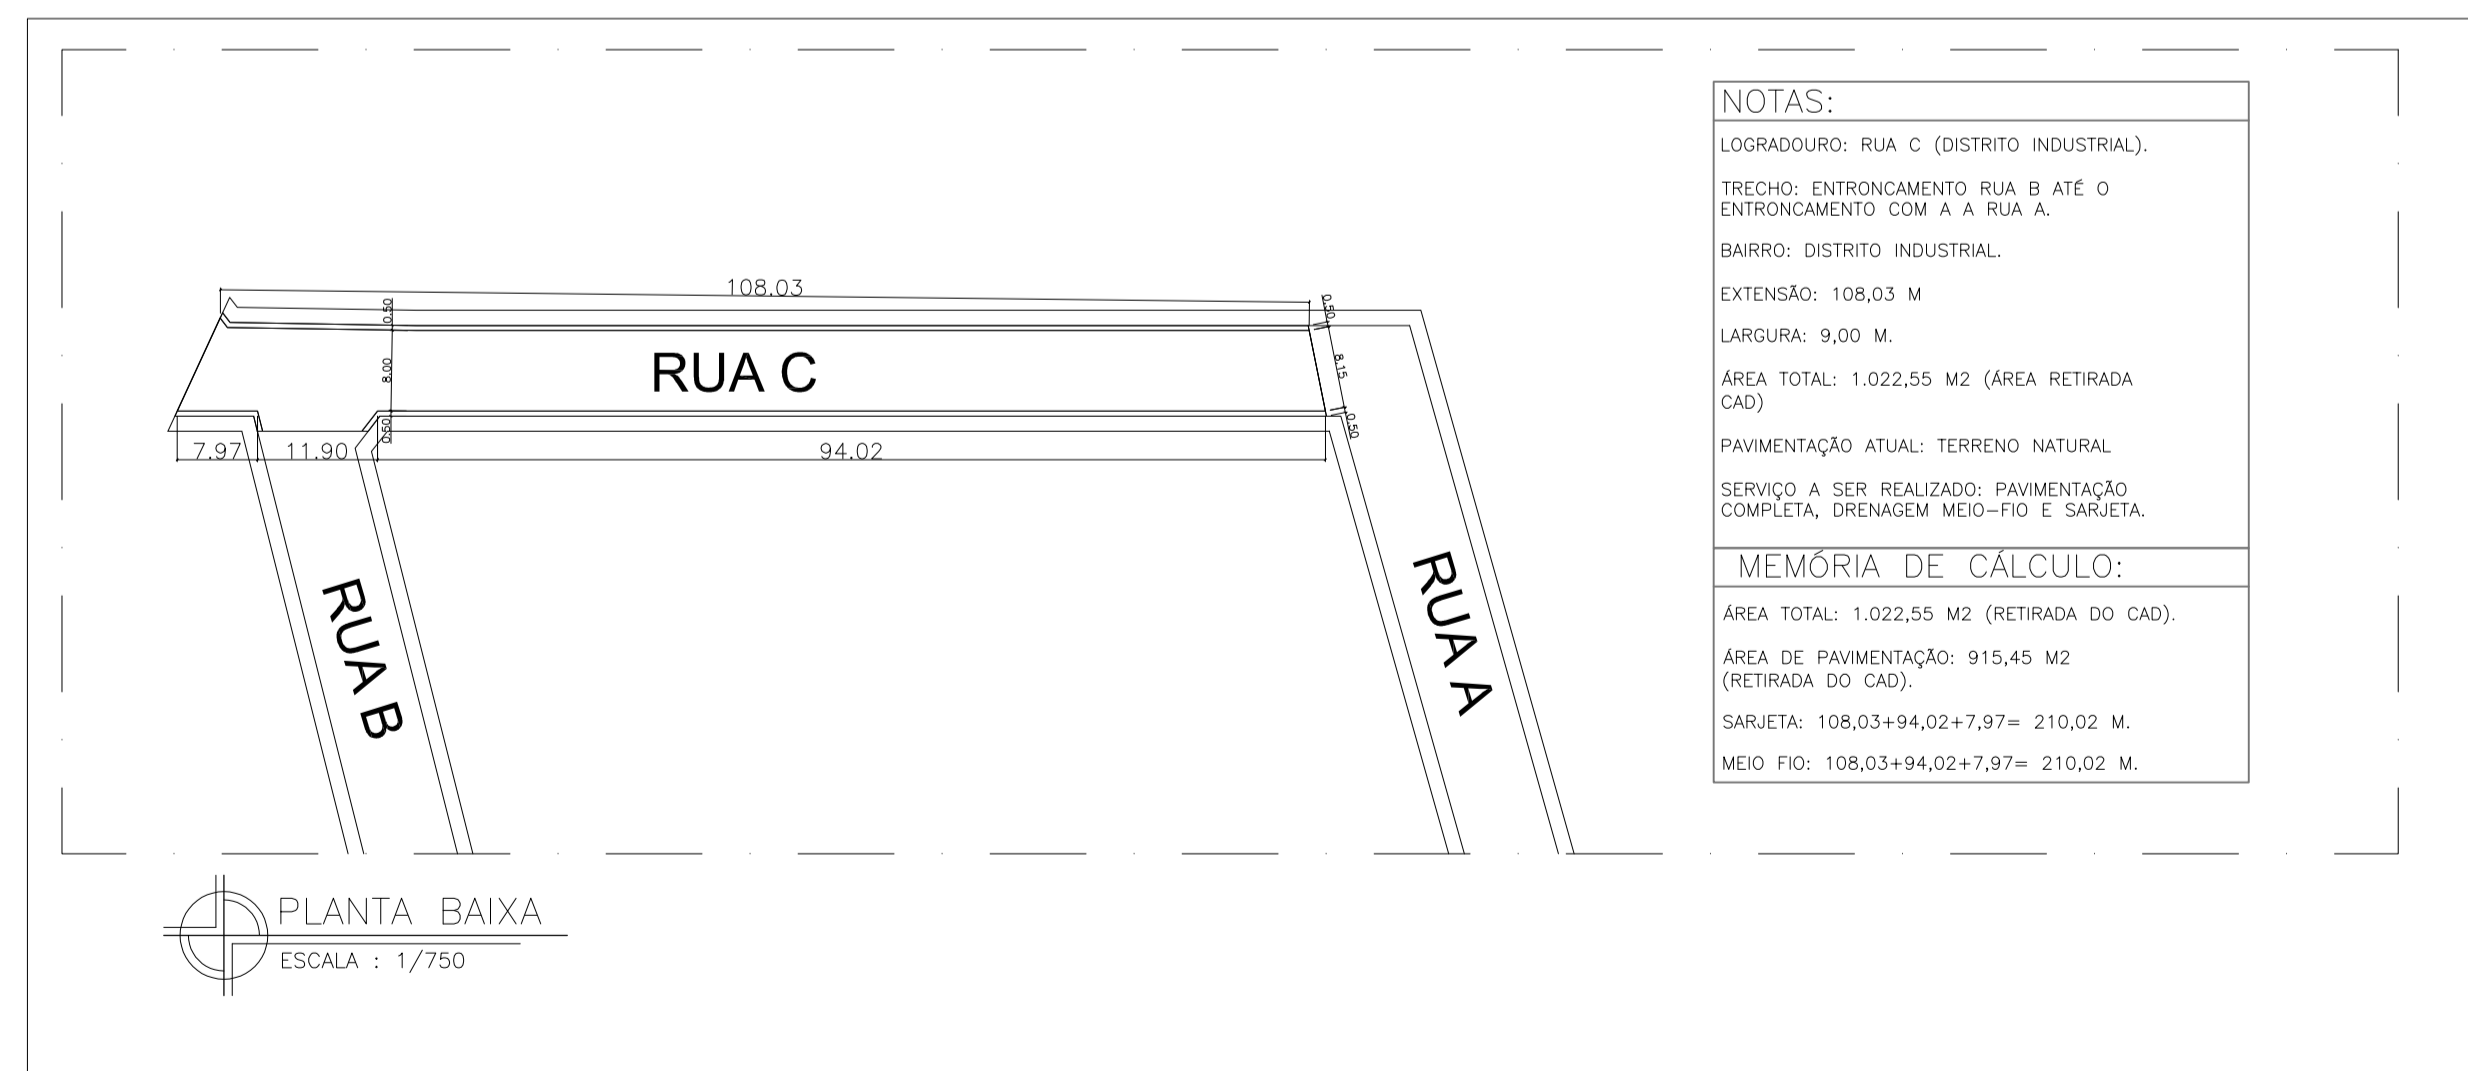 108.03
0.50
0.50
RUA C
8.00
8.15
0.50
0.50
7.97
11.90
94.02
RUA B
RUA A
PLANTA BAIXA
ESCALA : 1/750
NOTAS:
LOGRADOURO: RUA C (DISTRITO INDUSTRIAL).
TRECHO: ENTRONCAMENTO RUA B ATÉ O
ENTRONCAMENTO COM A A RUA A.
BAIRRO: DISTRITO INDUSTRIAL.
EXTENSÃO: 108,03 M
LARGURA: 9,00 M.
ÁREA TOTAL: 1.022,55 M2 (ÁREA RETIRADA
CAD)
PAVIMENTAÇÃO ATUAL: TERRENO NATURAL
SERVIÇO A SER REALIZADO: PAVIMENTAÇÃO
COMPLETA, DRENAGEM MEIO-FIO E SARJETA.
MEMÓRIA DE CÁLCULO:
ÁREA TOTAL: 1.022,55 M2 (RETIRADA DO CAD).
ÁREA DE PAVIMENTAÇÃO: 915,45 M2
(RETIRADA DO CAD).
SARJETA: 108,03+94,02+7,97= 210,02 M.
MEIO FIO: 108,03+94,02+7,97= 210,02 M.